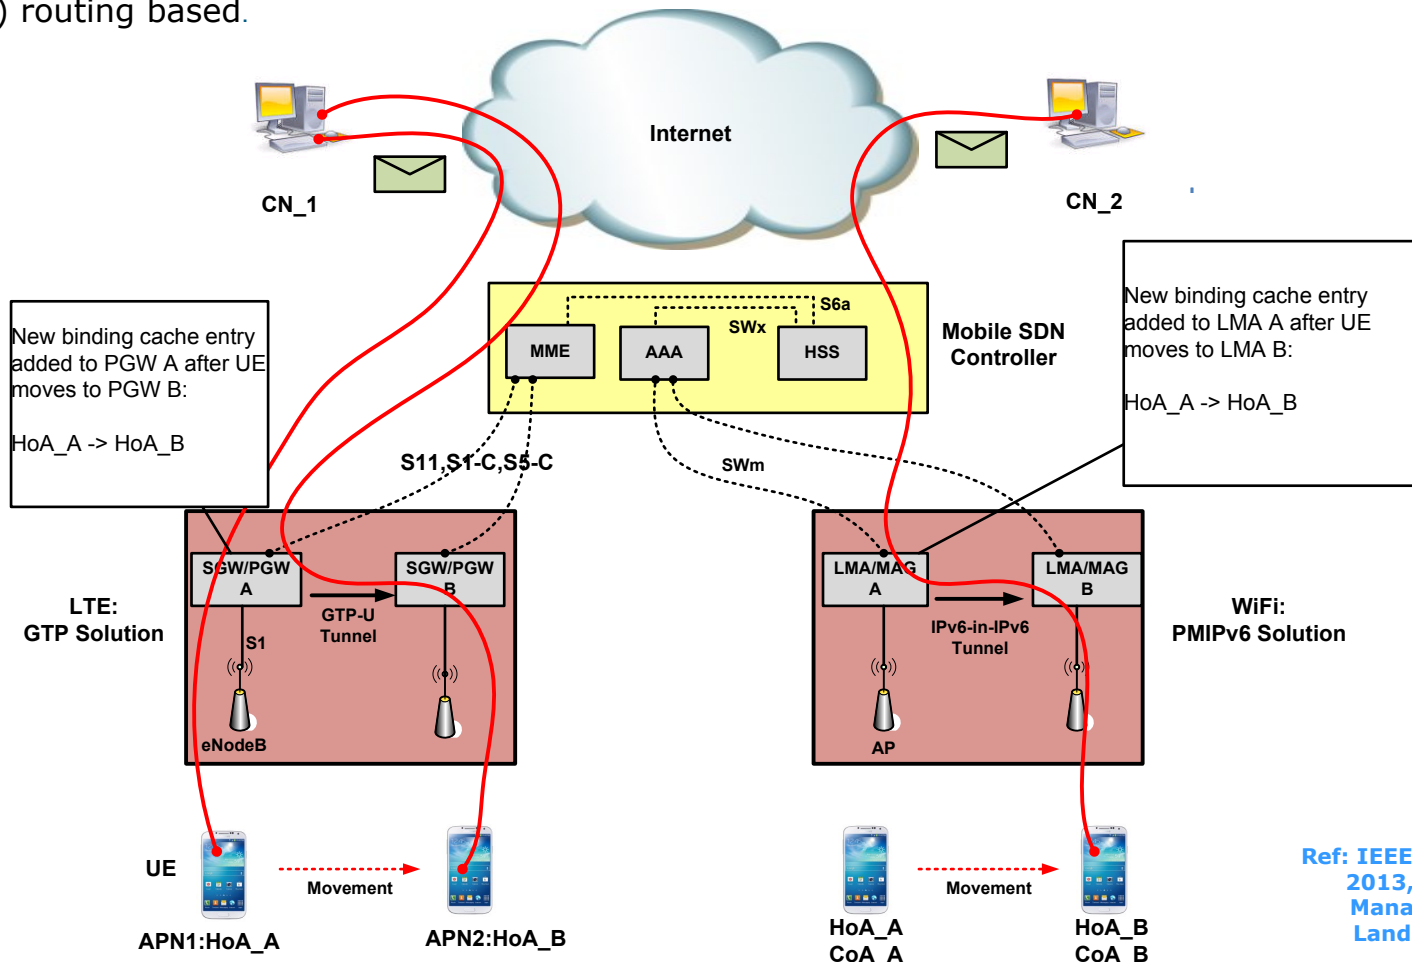 ) routing based.
Internet
CN_1
CN_2
New binding cache entry
added to PGW A after UE
moves to PGW B:
HoA_A -> HoA_B
S6a
SWx
MME
AAA
HSS
Mobile SDN
Controller
New binding cache entry
added to LMA A after UE
moves to LMA B:
HoA_A -> HoA_B
S11,S1-C,S5-C
SWm
LTE:
GTP Solution
SGW/PGW
A
SGW/PGW
B
GTP-U
Tunnel
S1
eNodeB
LMA/MAG
A
LMA/MAG
B
IPv6-in-IPv6
Tunnel
AP
WiFi:
PMIPv6 Solution
UE
Movement
APN1:HoA_A
APN2:HoA_B
Movement
HoA_A
CoA_A
HoA_B
CoA_B
Ref: IEEE
2013,
Mana
Land